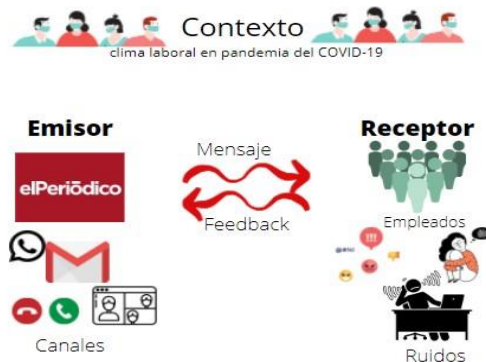 Contexto
clima laboral en pandemia del COVID-19
Emisor
Receptor
Mensaje
elPeriódico
Feedback
Empleados
!!!
Canales
Ruidos